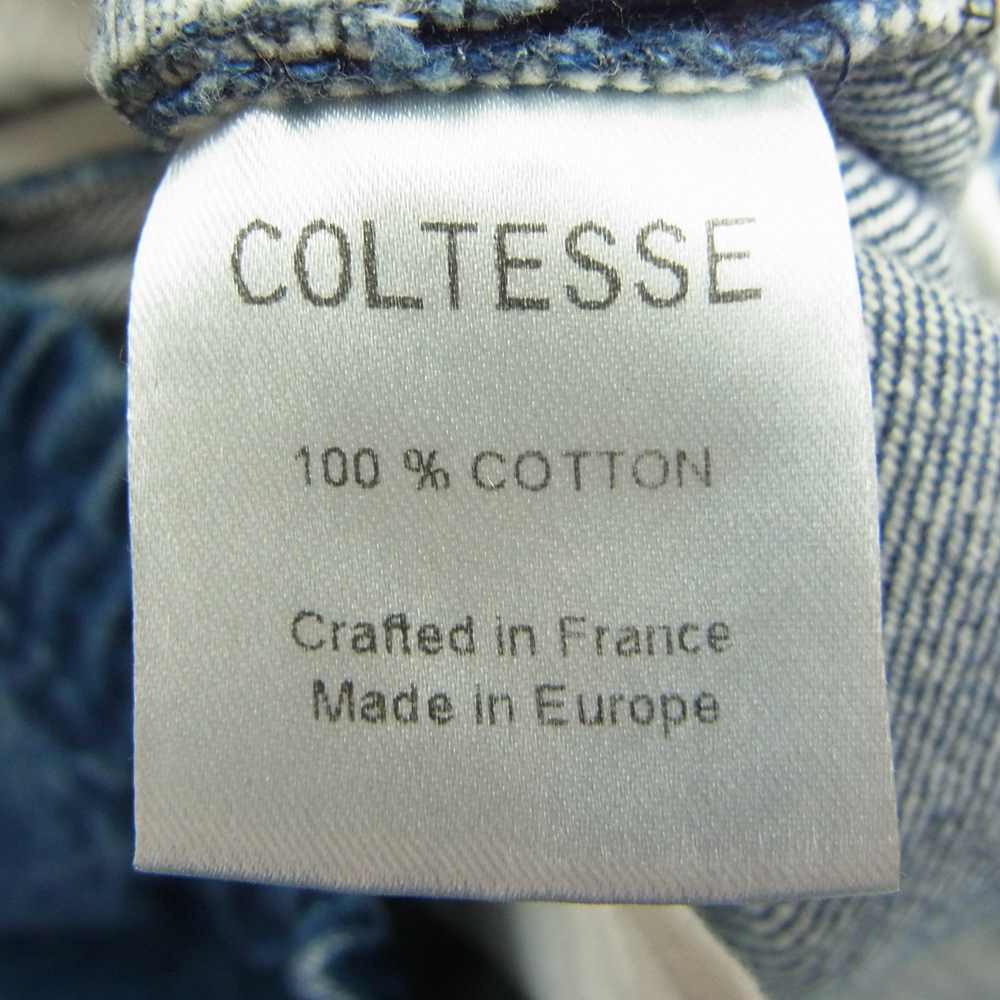 COLTESSE
100 % COTTON
Crafted in France
Made in Europe